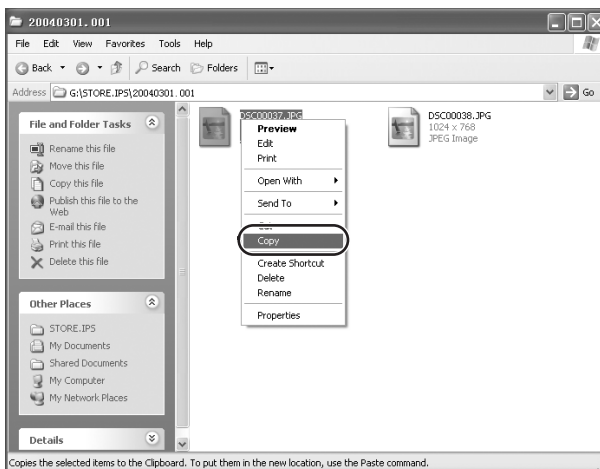 20040301.001
File Edit View Favorites Tools Help
Back Search Folders
Address G:\STORE.IPS\20040301.001 Go
File and Folder Tasks
Rename this file
Move this file
Copy this file
Publish this file to the
Web
E-mail this file
Print this file
Delete this file
Other Places
STORE.IPS
My Documents
Shared Documents
My Computer
My Network Places
Details
DSC00037.JPG
Preview
Edit
Print
Open With
Send To
Copy
Create Shortcut
Delete
Rename
Properties
DSC00038.JPG
1024 x 768
JPEG Image
Copies the selected items to the Clipboard. To put them in the new location, use the Paste command.